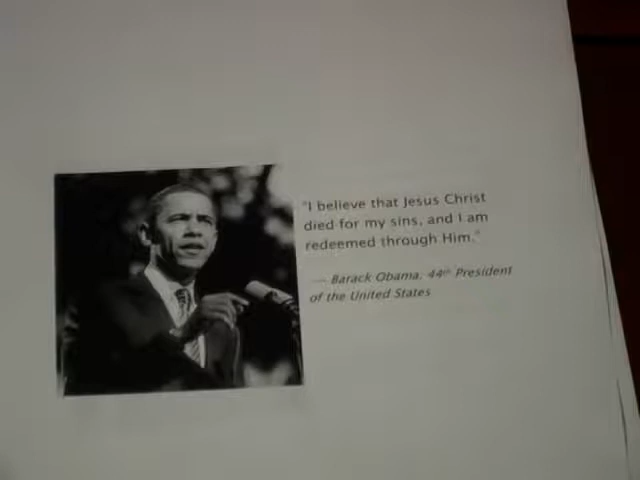 "I believe that Jesus Christ
died for my sins, and I am
redeemed through Him."
— Barack Obama, 44th President
of the United States